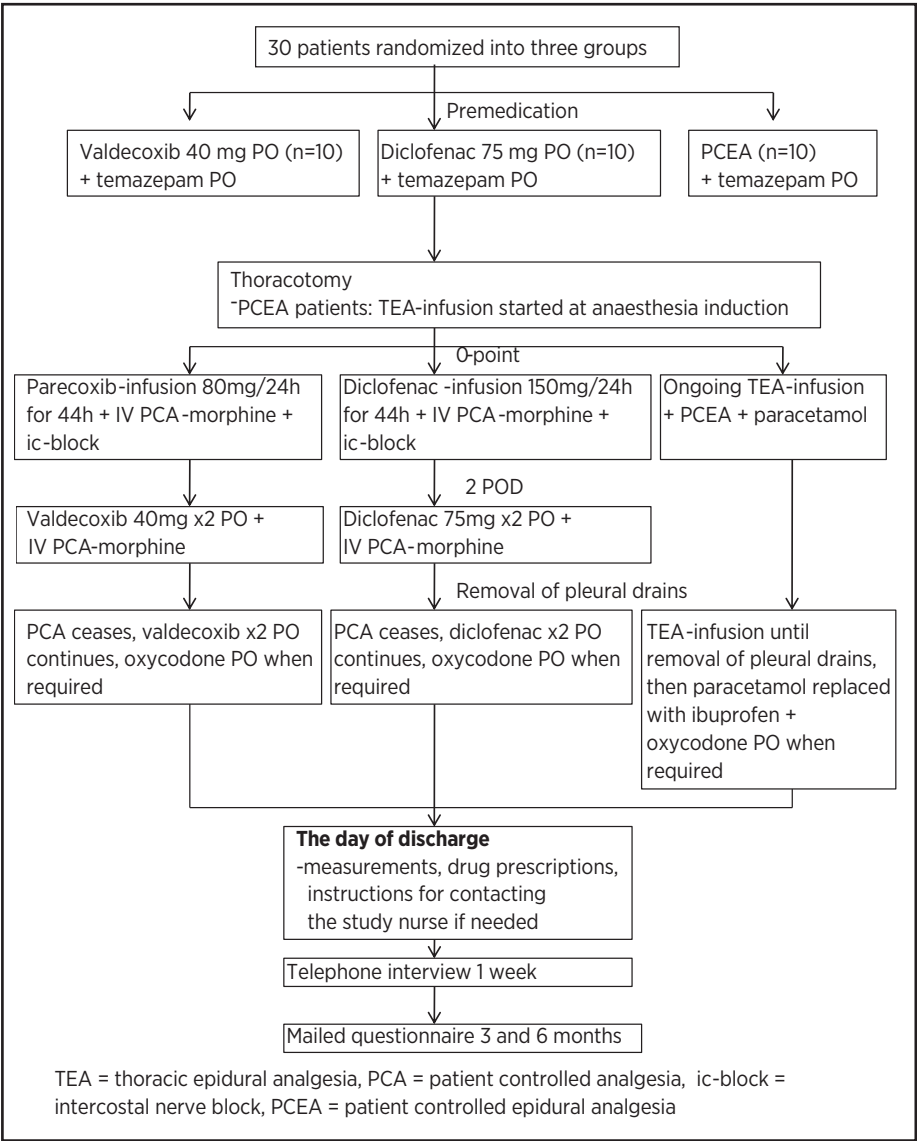 30 patients randomized into three groups
Premedication
Valdecoxib 40 mg PO (n=10)
+ temazepam PO
Diclofenac 75 mg PO (n=10)
+ temazepam PO
PCEA (n=10)
+ temazepam PO
Thoracotomy
-PCEA patients: TEA-infusion started at anaesthesia induction
0-point
Parecoxib-infusion 80mg/24h
for 44h + IV PCA-morphine +
ic-block
Diclofenac -infusion 150mg/24h
for 44h + IV PCA-morphine +
ic-block
Ongoing TEA-infusion
+ PCEA + paracetamol
2 POD
Valdecoxib 40mg x2 PO +
IV PCA-morphine
Diclofenac 75mg x2 PO +
IV PCA-morphine
Removal of pleural drains
PCA ceases, valdecoxib x2 PO
continues, oxycodone PO when
required
PCA ceases, diclofenac x2 PO
continues, oxycodone PO when
required
TEA-infusion until
removal of pleural drains,
then paracetamol replaced
with ibuprofen +
oxycodone PO when
required
The day of discharge
-measurements, drug prescriptions,
instructions for contacting
the study nurse if needed
Telephone interview 1 week
Mailed questionnaire 3 and 6 months
TEA = thoracic epidural analgesia, PCA = patient controlled analgesia, ic-block =
intercostal nerve block, PCEA = patient controlled epidural analgesia